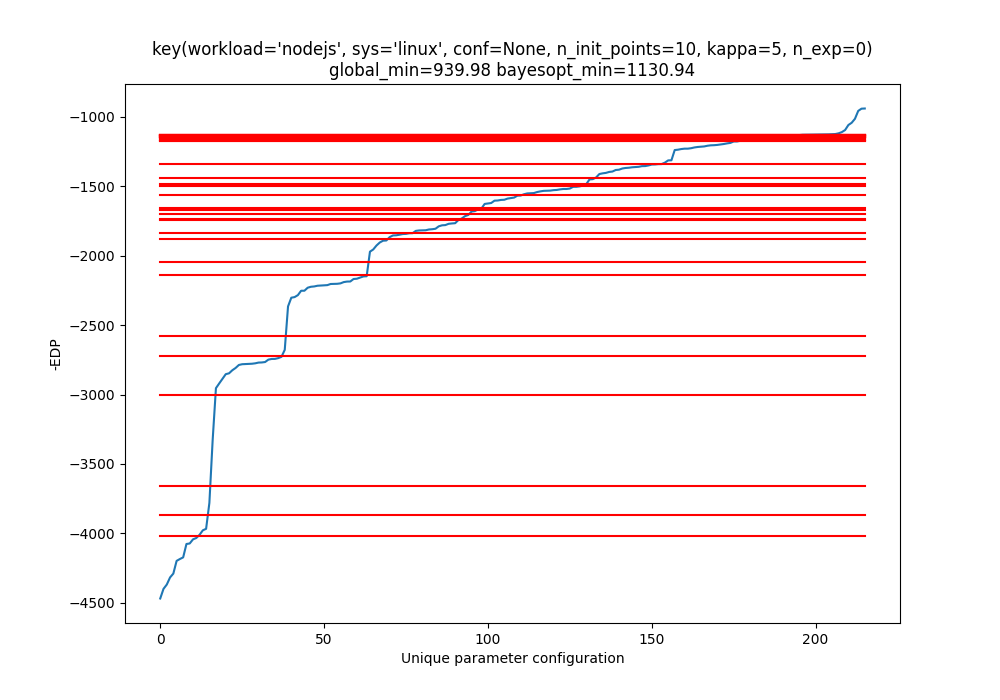 key(workload='nodejs', sys='linux', conf=None, n_init_points=10, kappa=5, n_exp=0)
global_min=939.98 bayesopt_min=1130.94
−1000
−1500
−2000
−2500
−3000
−3500
−4000
−4500
-EDP
0 50 100 150 200
Unique parameter configuration